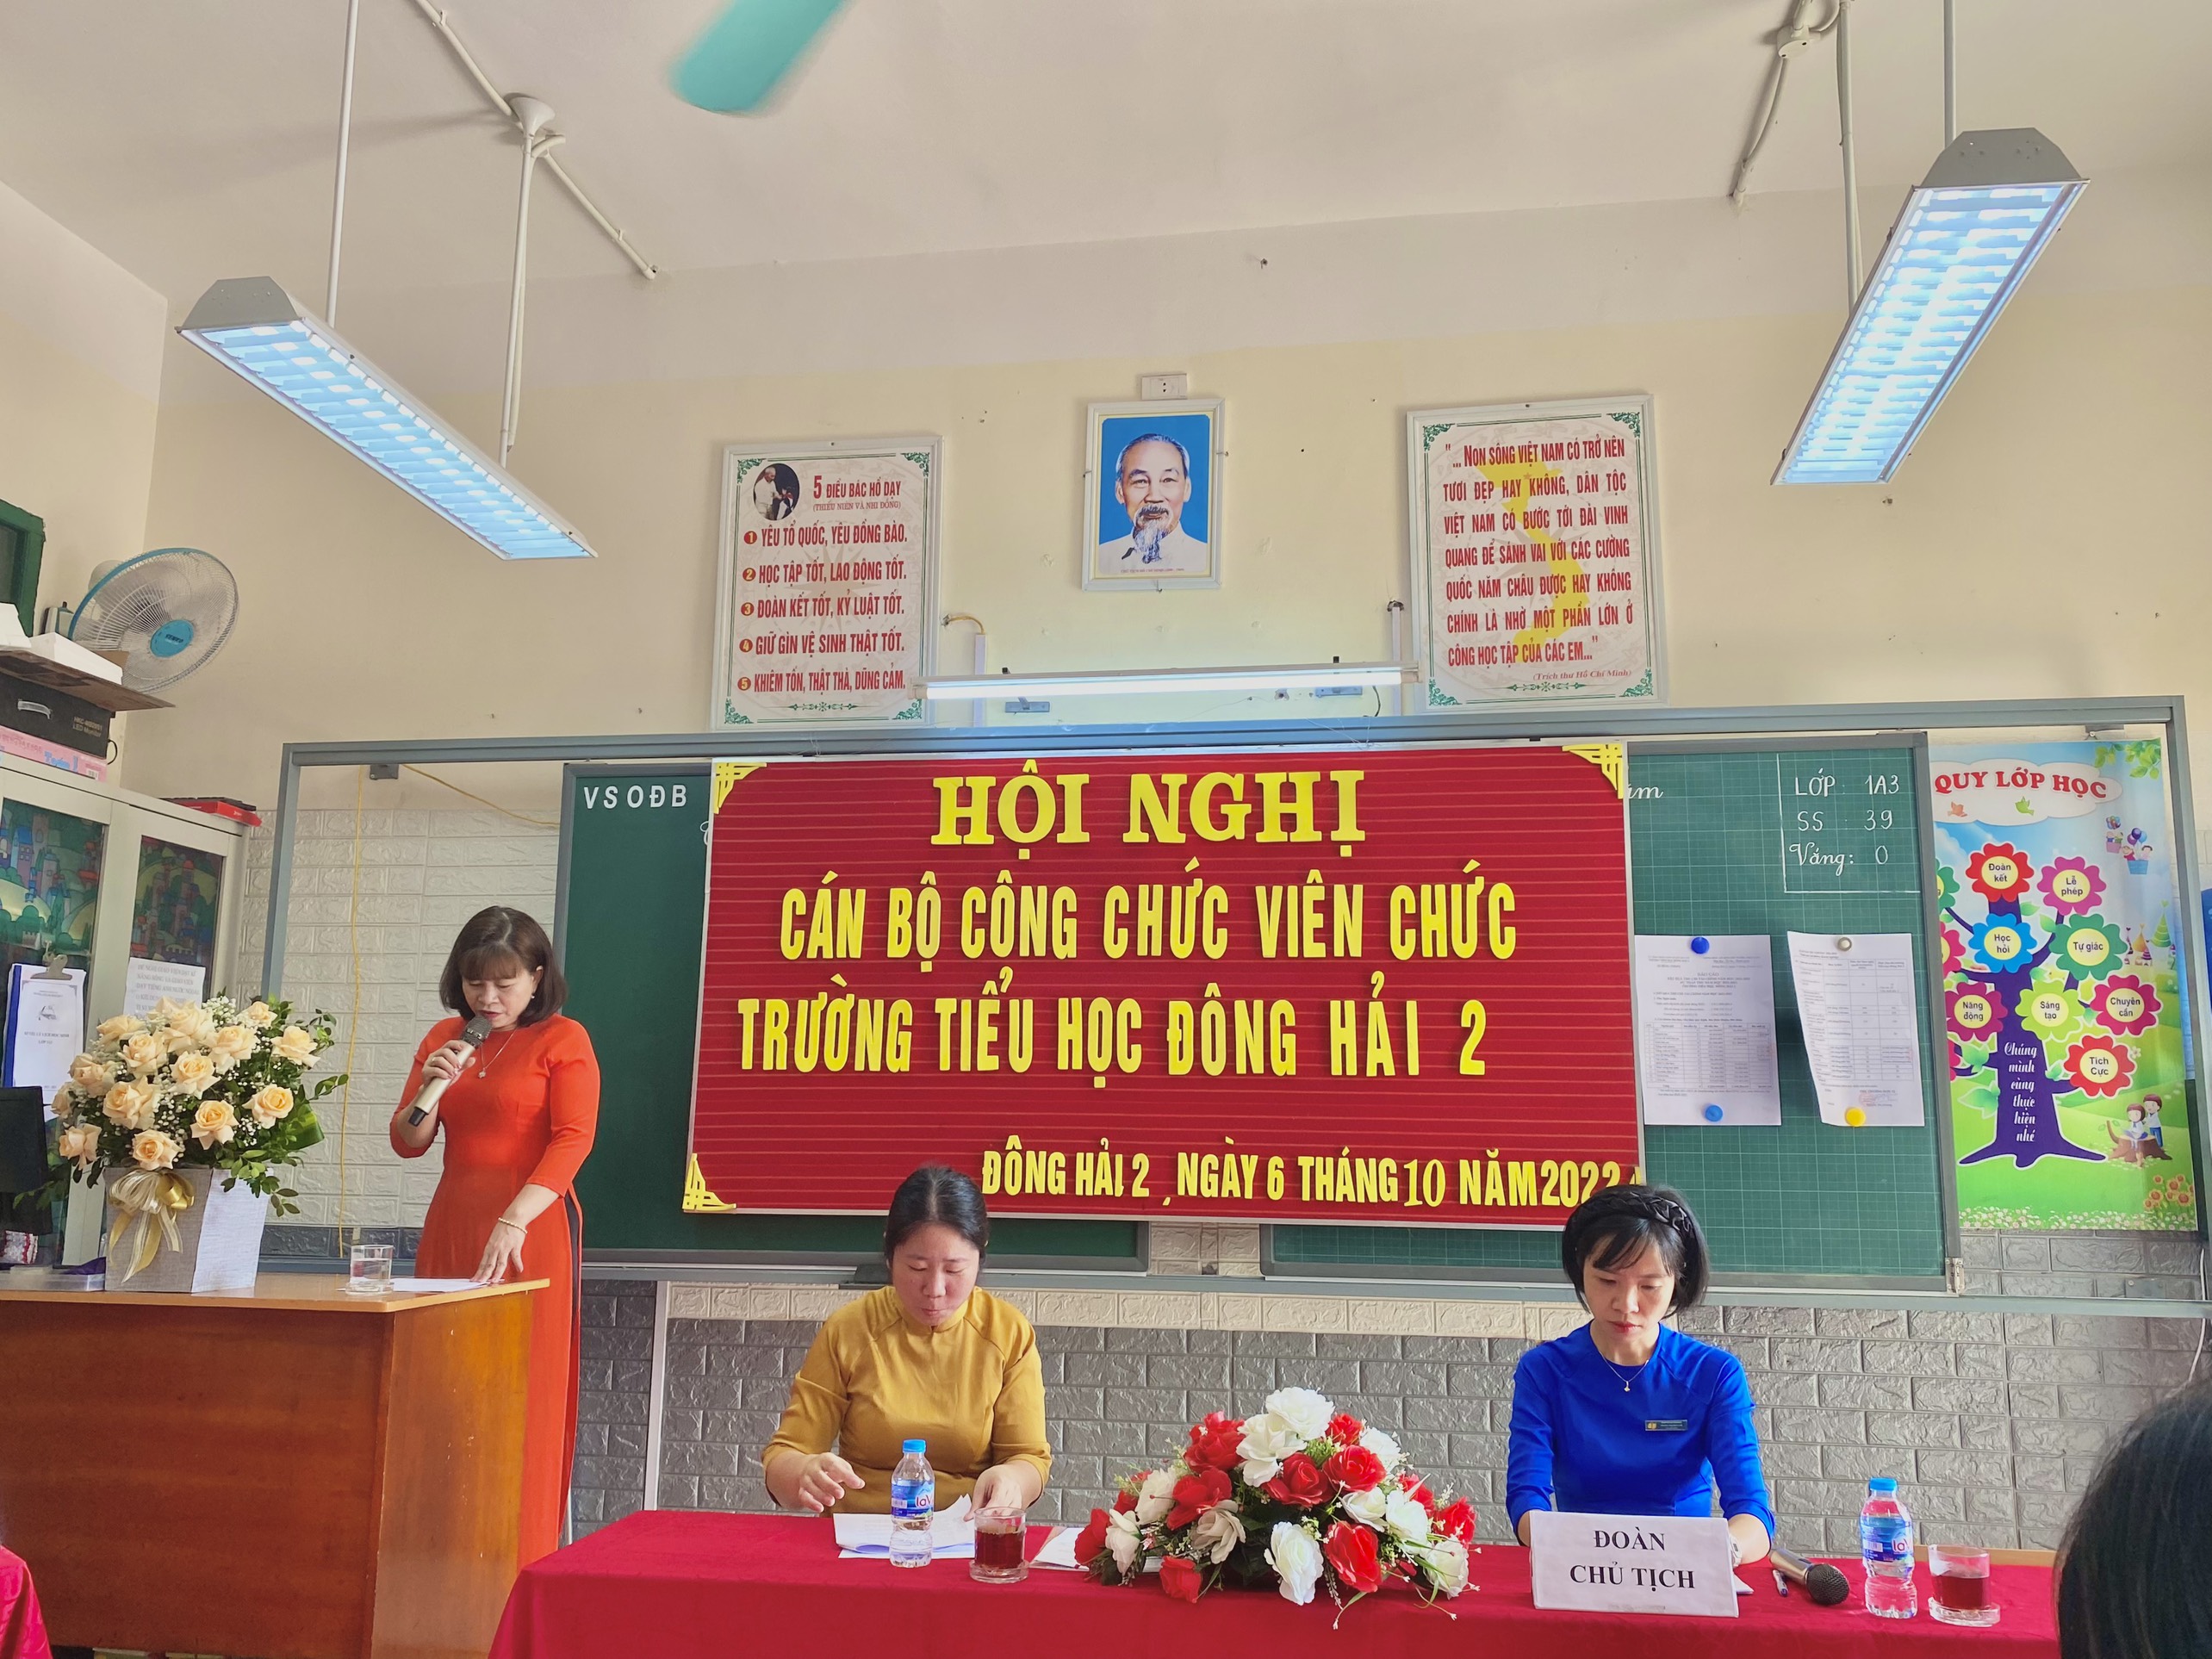 5 ĐIỀU BÁC HỒ DẠY
(THIẾU NIÊN VÀ NHI ĐỒNG)
1 YÊU TỔ QUỐC, YÊU ĐỒNG BÀO.
2 HỌC TẬP TỐT, LAO ĐỘNG TỐT.
3 ĐOÀN KẾT TỐT, KỶ LUẬT TỐT.
4 GIỮ GÌN VỆ SINH THẬT TỐT.
5 KHIÊM TỐN, THẬT THÀ, DŨNG CẢM.
"... NON SÔNG VIỆT NAM CÓ TRỞ NÊN
TƯƠI ĐẸP HAY KHÔNG, DÂN TỘC
VIỆT NAM CÓ BƯỚC TỚI ĐÀI VINH
QUANG ĐỂ SÁNH VAI VỚI CÁC CƯỜNG
QUỐC NĂM CHÂU ĐƯỢC HAY KHÔNG
CHÍNH LÀ NHỜ MỘT PHẦN LỚN Ở
CÔNG HỌC TẬP CỦA CÁC EM..."
(Trích thư Hồ Chí Minh)
VSOĐB
HỘI NGHỊ
CÁN BỘ CÔNG CHỨC VIÊN CHỨC
TRƯỜNG TIỂU HỌC ĐÔNG HẢI 2
ĐÔNG HẢI 2, NGÀY 6 THÁNG 10 NĂM 2022
LỚP : 1A3
SS : 39
Vắng: 0
QUY LỚP HỌC
Đoàn kết
Lễ phép
Học hỏi
Tự giác
Năng động
Sáng tạo
Chuyên cần
Tích Cực
Chúng
mình
cùng
thực
hiện
nhé
ĐOÀN
CHỦ TỊCH